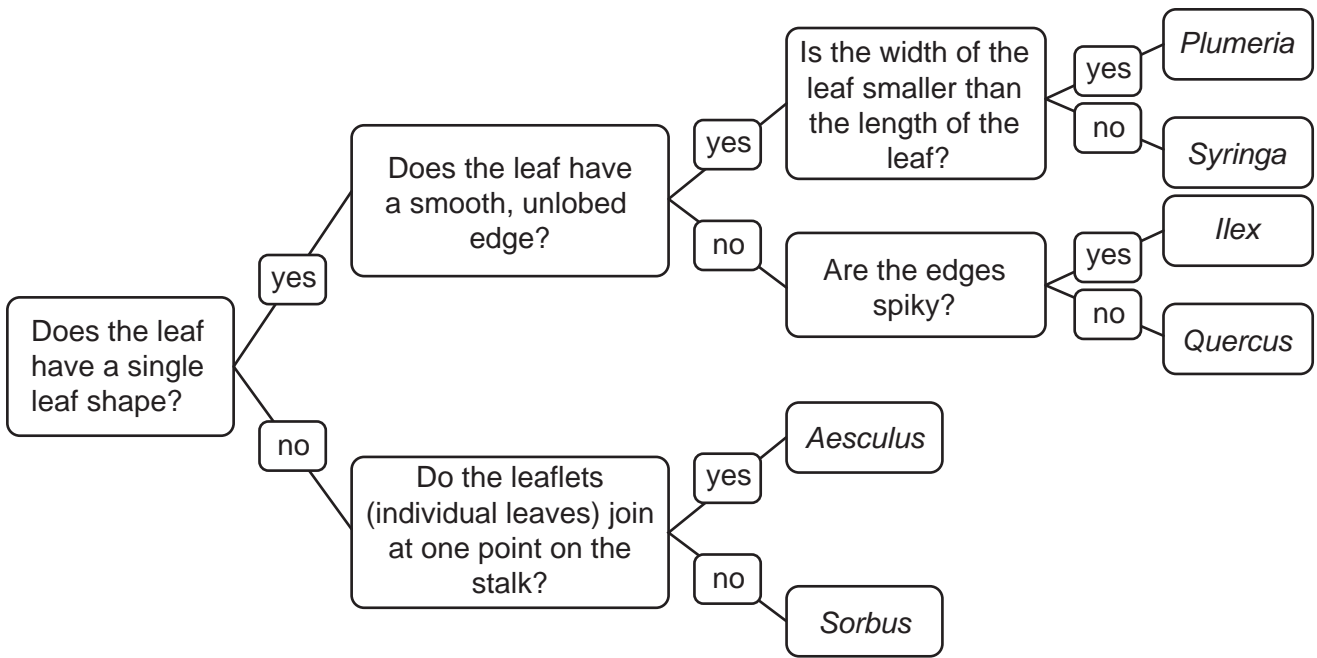 Does the leaf
have a single
leaf shape?
yes
no
Does the leaf have
a smooth, unlobed
edge?
yes
no
Is the width of the
leaf smaller than
the length of the
leaf?
yes
no
Plumeria
Syringa
Are the edges
spiky?
yes
no
Ilex
Quercus
Do the leaflets
(individual leaves) join
at one point on the
stalk?
yes
no
Aesculus
Sorbus